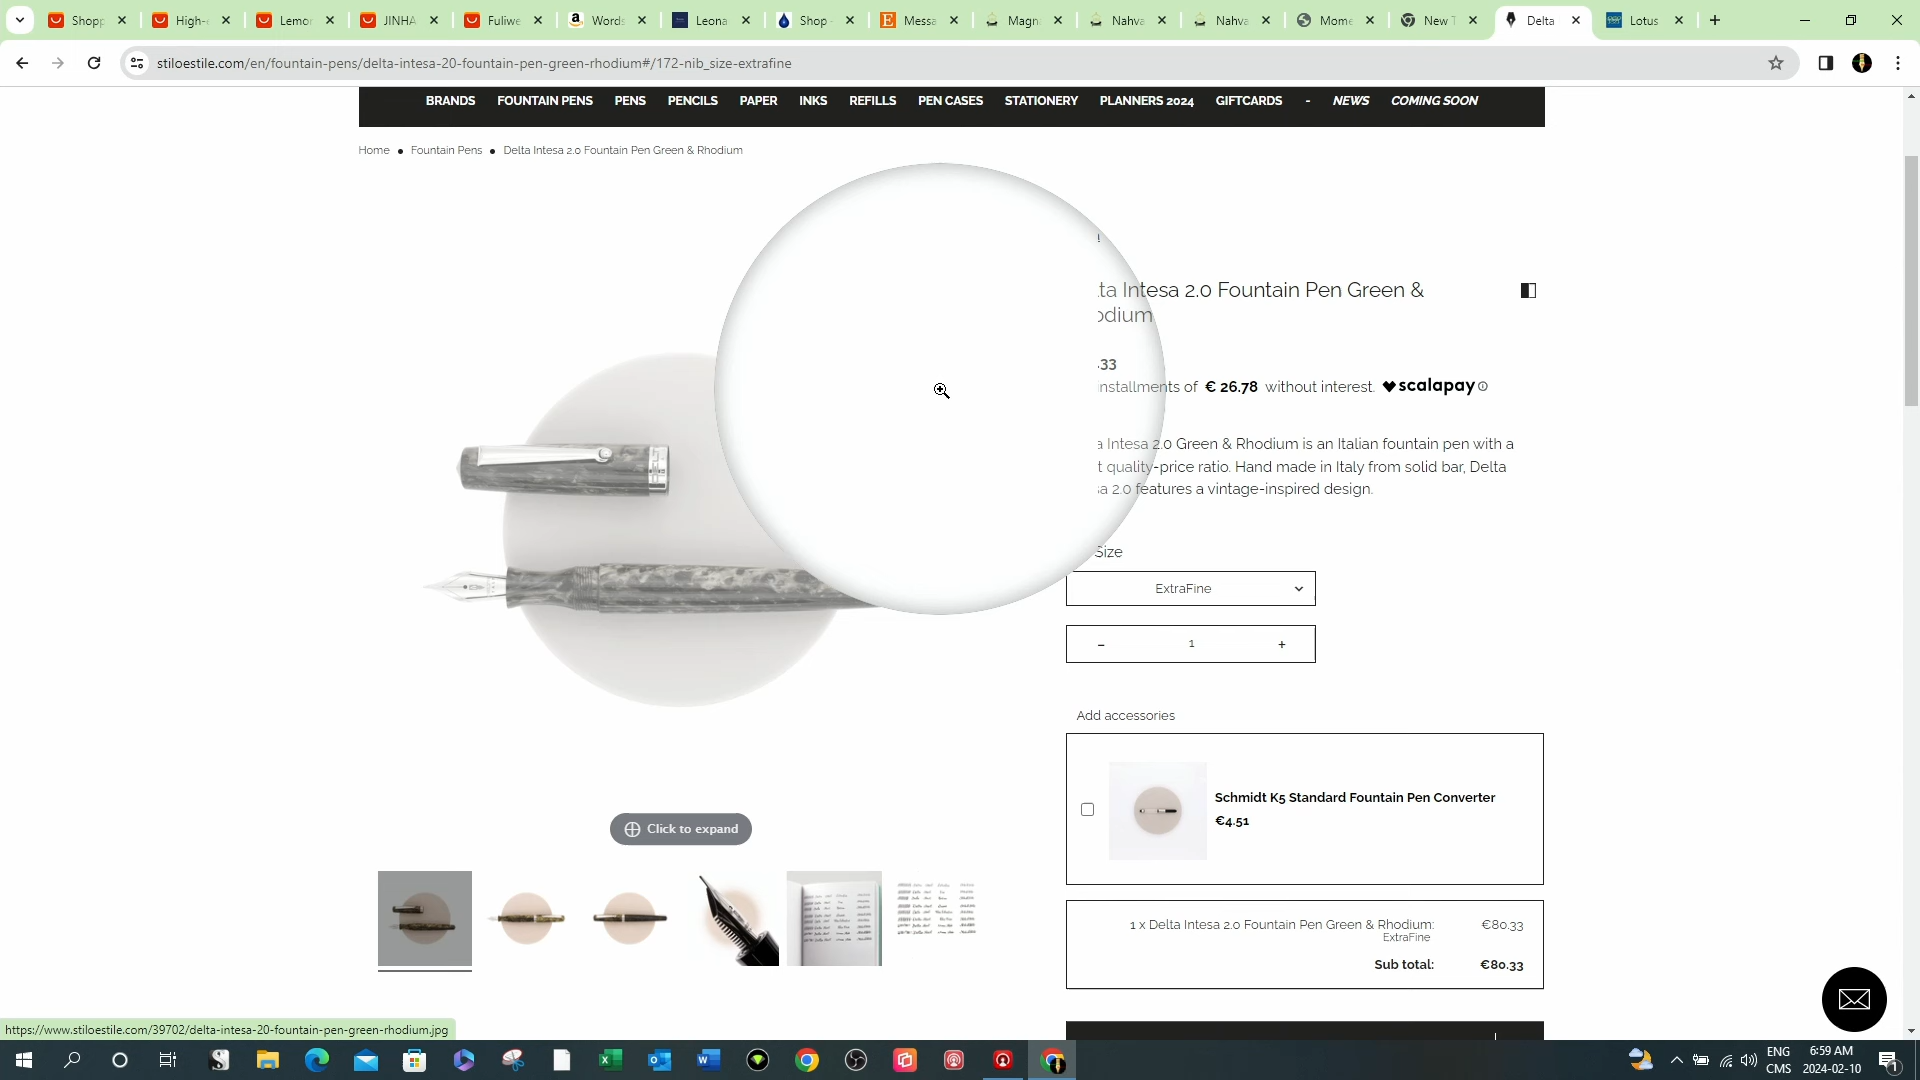 Shopp
High-
Lemo
JINHA
Fuliwe
Words
Leona
Shop
Messa
Magn
Nahva
Nahva
Mome
New T
Delta
Lotus
stiloestile.com/en/fountain-pens/delta-intesa-20-fountain-pen-green-rhodium#/172-nib_size-extrafine
BRANDS FOUNTAIN PENS PENS PENCILS PAPER INKS REFILLS PEN CASES STATIONERY PLANNERS 2024 GIFTCARDS - NEWS COMING SOON
Home • Fountain Pens • Delta Intesa 2.0 Fountain Pen Green & Rhodium
ta Intesa 2.0 Fountain Pen Green &
odium
.33
installments of € 26.78 without interest. scalapay
a Intesa 2.0 Green & Rhodium is an Italian fountain pen with a
t quality-price ratio. Hand made in Italy from solid bar, Delta
sa 2.0 features a vintage-inspired design.
Size
ExtraFine
- 1 +
Add accessories
Schmidt K5 Standard Fountain Pen Converter
€4.51
Click to expand
1 x Delta Intesa 2.0 Fountain Pen Green & Rhodium: €80.33
ExtraFine
Sub total: €80.33
https://www.stiloestile.com/39702/delta-intesa-20-fountain-pen-green-rhodium.jpg
ENG
CMS
6:59 AM
2024-02-10
1